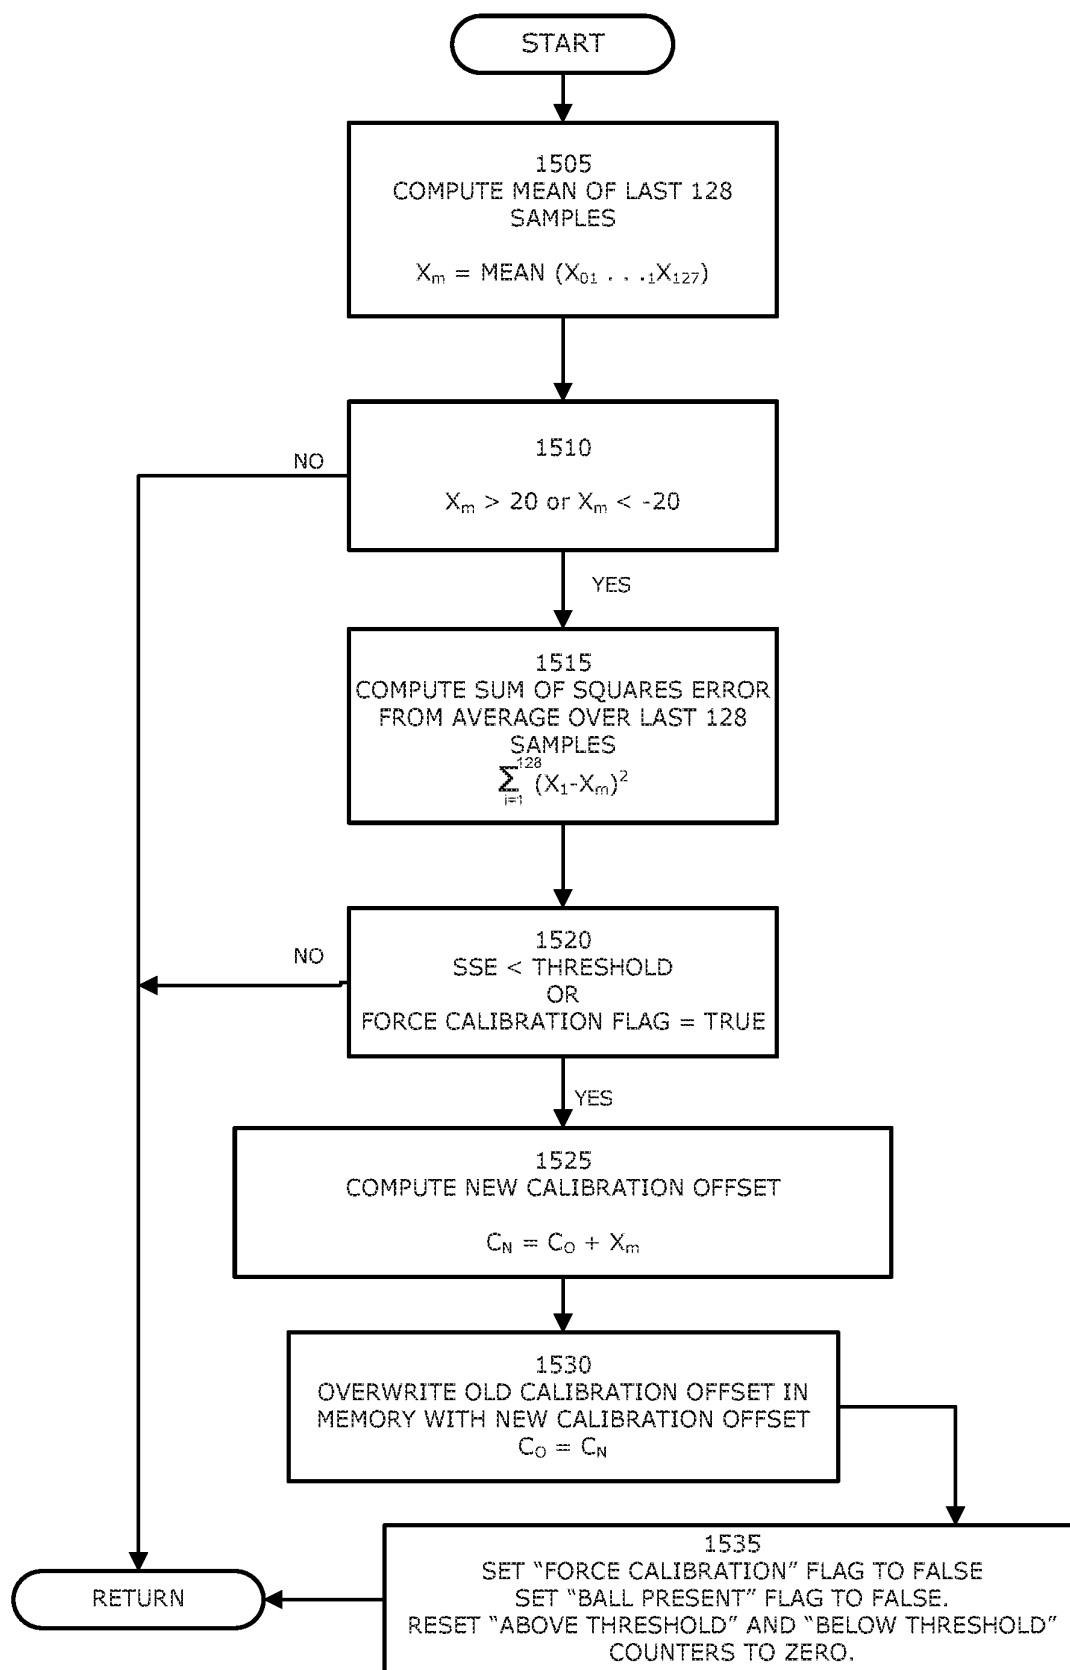 START
1505
COMPUTE MEAN OF LAST 128
SAMPLES
Xₘ = MEAN (X₀₁ . . .₁X₁₂₇)
1510
NO
Xₘ > 20 or Xₘ < -20
YES
1515
COMPUTE SUM OF SQUARES ERROR
FROM AVERAGE OVER LAST 128
SAMPLES
∑ 128 i=1 (X₁-Xₘ)²
1520
NO
SSE < THRESHOLD
OR
FORCE CALIBRATION FLAG = TRUE
YES
1525
COMPUTE NEW CALIBRATION OFFSET
C_N = C_O + Xₘ
1530
OVERWRITE OLD CALIBRATION OFFSET IN
MEMORY WITH NEW CALIBRATION OFFSET
C_O = C_N
1535
SET “FORCE CALIBRATION” FLAG TO FALSE
SET “BALL PRESENT” FLAG TO FALSE.
RESET “ABOVE THRESHOLD” AND “BELOW THRESHOLD”
COUNTERS TO ZERO.
RETURN